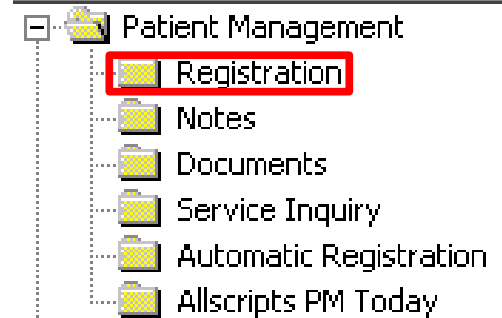 Patient Management
Registration
Notes
Documents
Service Inquiry
Automatic Registration
Allscripts PM Today